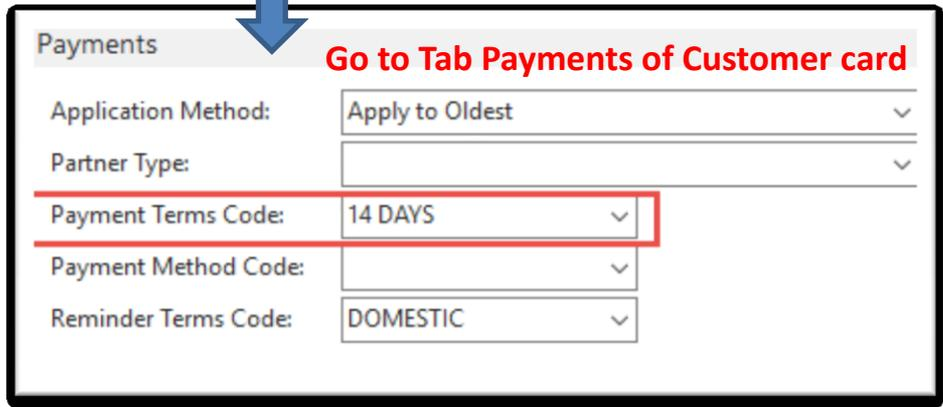 Payments
Go to Tab Payments of Customer card
Application Method: Apply to Oldest
Partner Type:
Payment Terms Code: 14 DAYS
Payment Method Code:
Reminder Terms Code: DOMESTIC